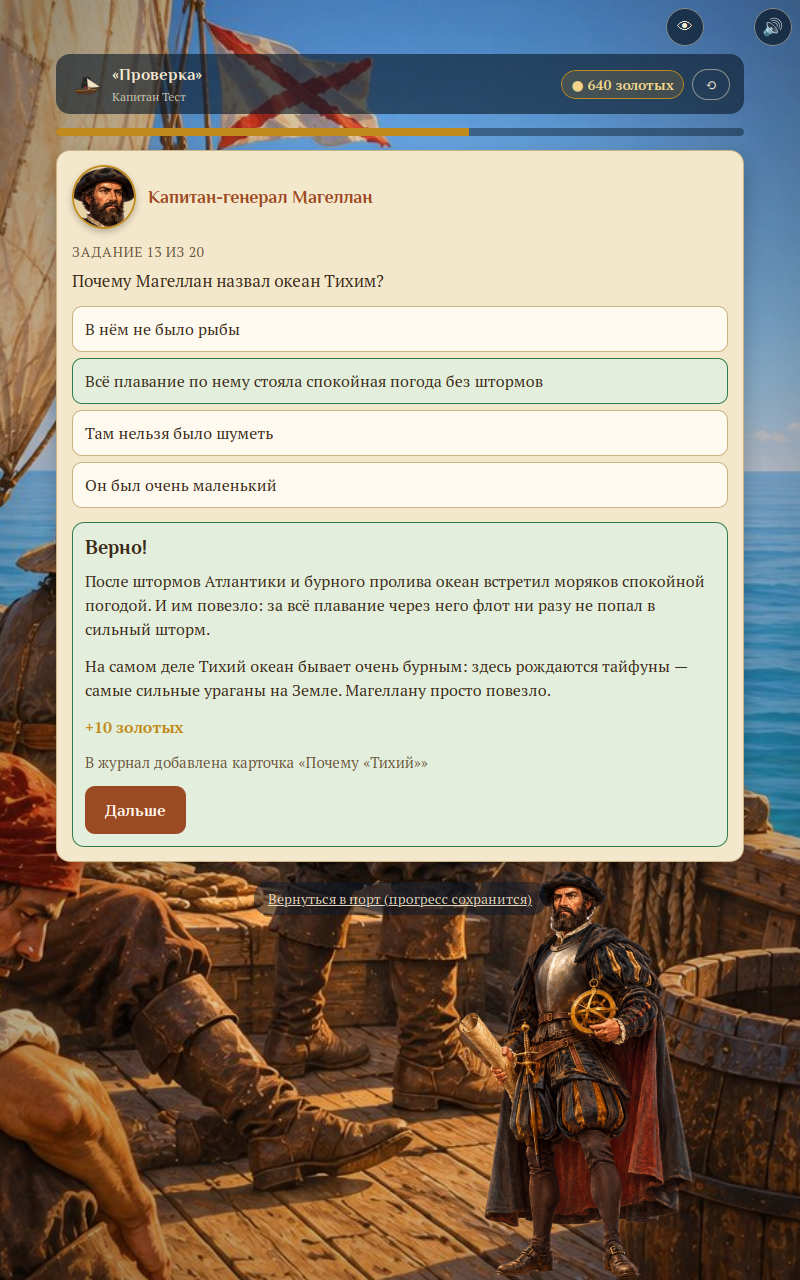 «Проверка»
Капитан Тест
640 золотых
Капитан-генерал Магеллан
ЗАДАНИЕ 13 ИЗ 20
Почему Магеллан назвал океан Тихим?
В нём не было рыбы
Всё плавание по нему стояла спокойная погода без штормов
Там нельзя было шуметь
Он был очень маленький
Верно!
После штормов Атлантики и бурного пролива океан встретил моряков спокойной
погодой. И им повезло: за всё плавание через него флот ни разу не попал в
сильный шторм.
На самом деле Тихий океан бывает очень бурным: здесь рождаются тайфуны —
самые сильные ураганы на Земле. Магеллану просто повезло.
+10 золотых
В журнал добавлена карточка «Почему «Тихий»»
Дальше
Вернуться в порт (прогресс сохранится)